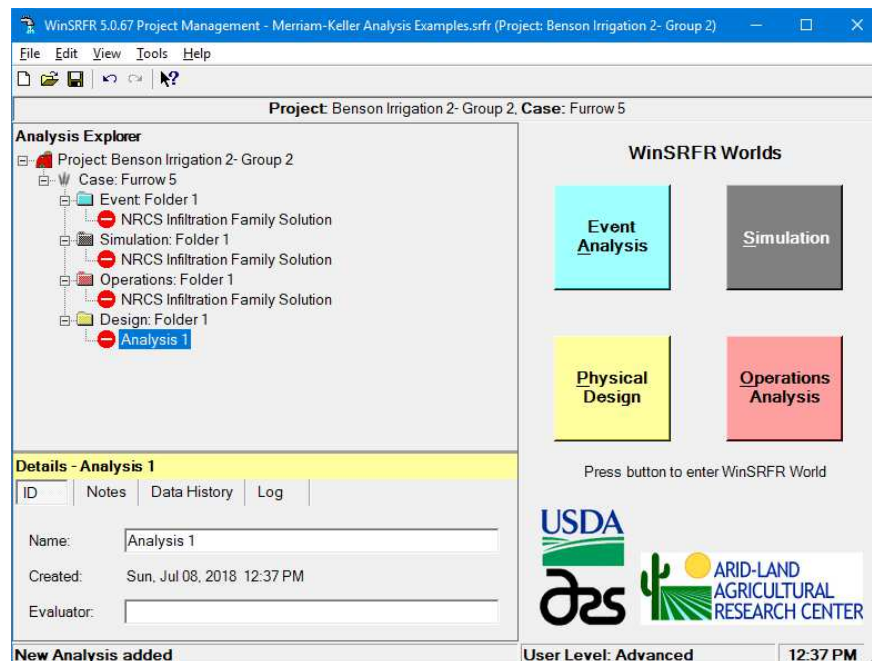 WinSRFR 5.0.67 Project Management - Merriam-Keller Analysis Examples.srfr (Project: Benson Irrigation 2- Group 2)
File Edit View Tools Help
Project: Benson Irrigation 2- Group 2, Case: Furrow 5
Analysis Explorer
Project: Benson Irrigation 2- Group 2
Case: Furrow 5
Event: Folder 1
NRCS Infiltration Family Solution
Simulation: Folder 1
NRCS Infiltration Family Solution
Operations: Folder 1
NRCS Infiltration Family Solution
Design: Folder 1
Analysis 1
Details - Analysis 1
ID Notes Data History Log
Name: Analysis 1
Created: Sun, Jul 08, 2018 12:37 PM
Evaluator:
WinSRFR Worlds
Event
Analysis
Simulation
Physical
Design
Operations
Analysis
Press button to enter WinSRFR World
USDA
ars
ARID-LAND
AGRICULTURAL
RESEARCH CENTER
New Analysis added
User Level: Advanced
12:37 PM